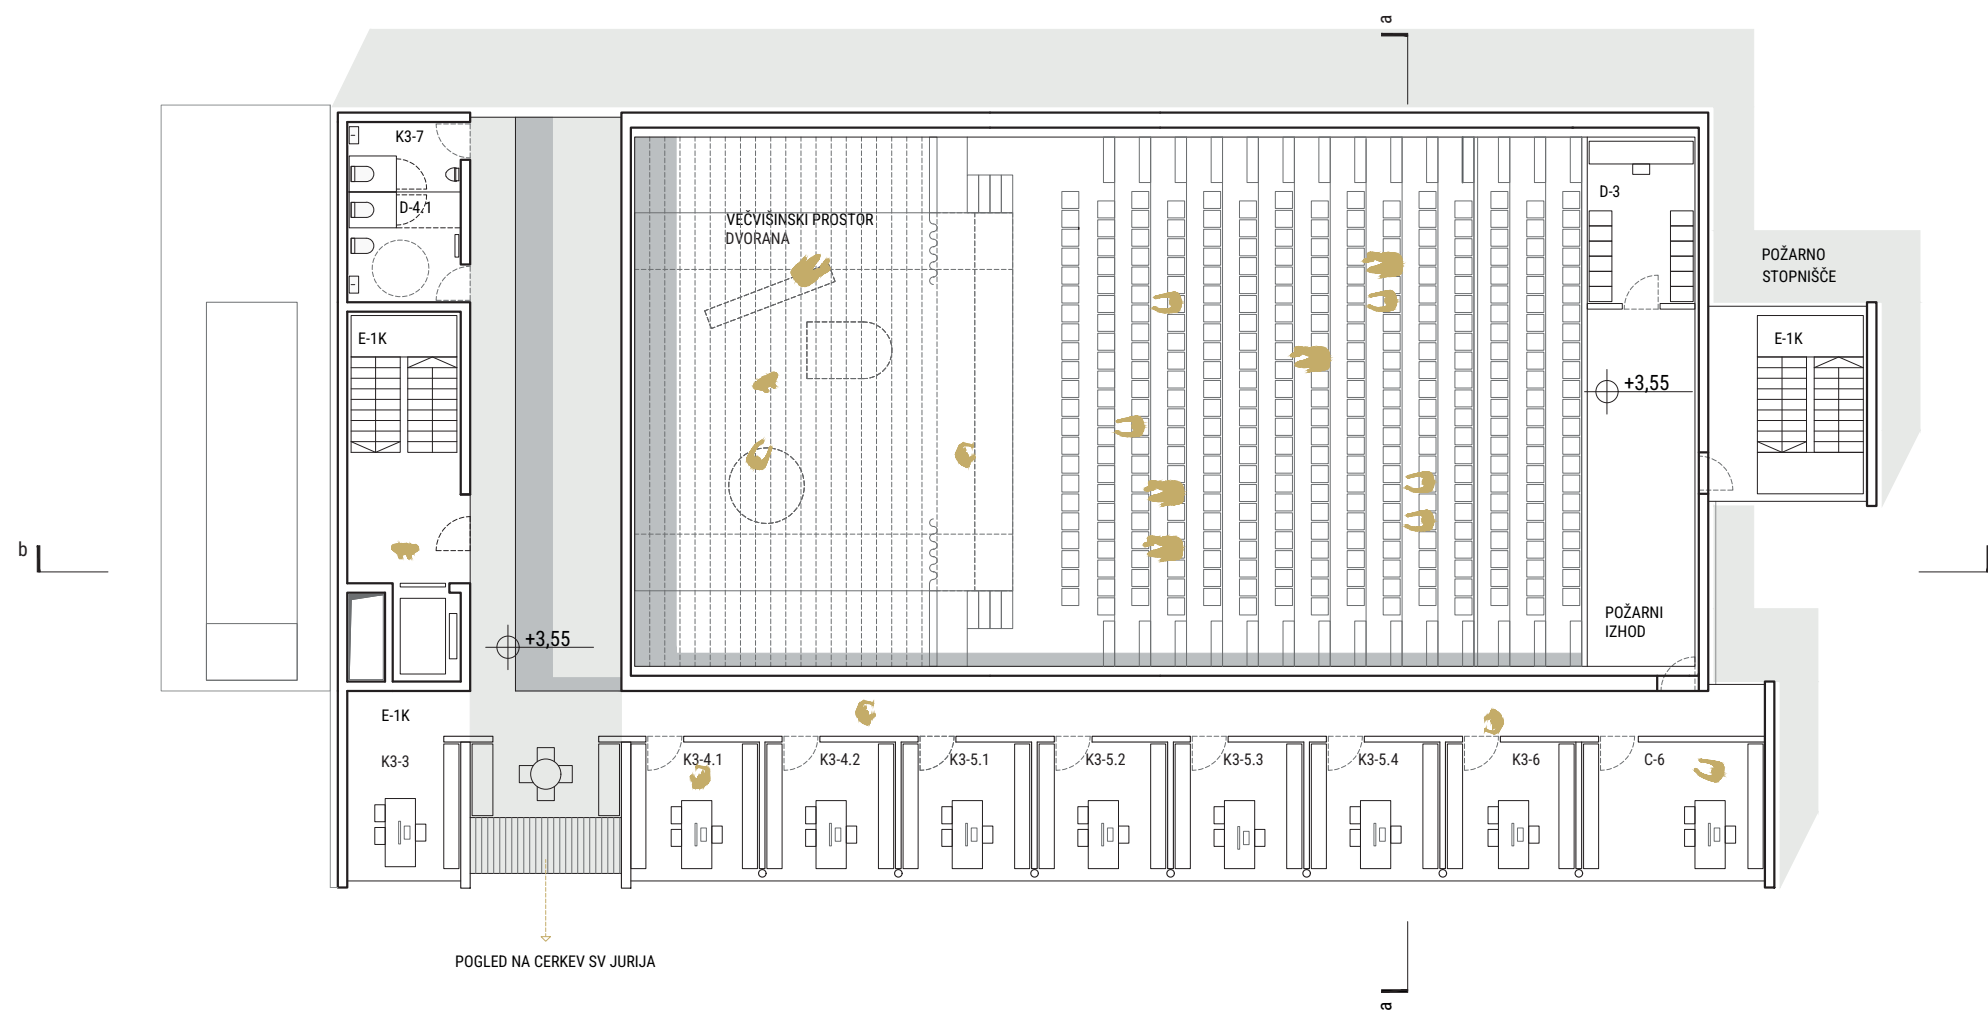 a
K3-7
D-4.1
VEČVIŠINSKI PROSTOR
DVORANA
D-3
POŽARNO
STOPNIŠČE
E-1K
E-1K
+3,55
b
+3,55
POŽARNI
IZHOD
E-1K
K3-3
K3-4.1
K3-4.2
K3-5.1
K3-5.2
K3-5.3
K3-5.4
K3-6
C-6
POGLED NA CERKEV SV JURIJA
a